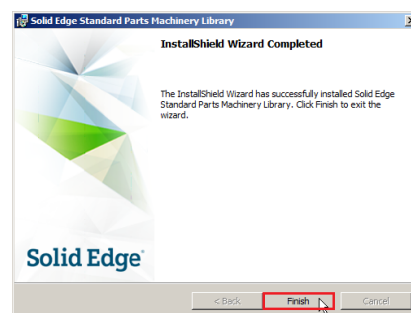 Solid Edge Standard Parts Machinery Library
InstallShield Wizard Completed
The InstallShield Wizard has successfully installed Solid Edge
Standard Parts Machinery Library. Click Finish to exit the
wizard.
Solid Edge
< Back
Finish
Cancel